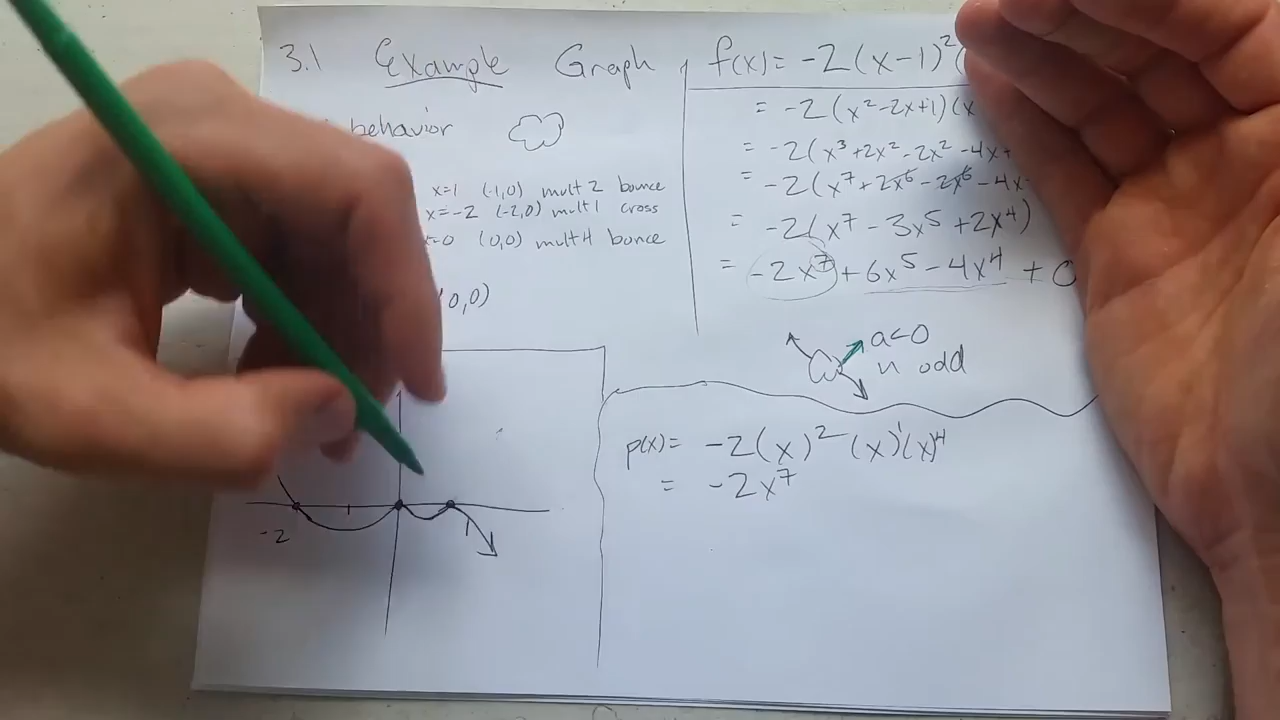 3.1 Example Graph
f(x) = -2(x-1)²(
behavior
x=1 (-1,0) mult 2 bounce
x=-2 (-2,0) mult 1 cross
x=0 (0,0) mult 4 bounce
(0,0)
= -2(x²-2x+1)(x
= -2(x³+2x²-2x²-4x+
= -2(x⁷+2x⁶-2x⁶-4x
= -2(x⁷-3x⁵+2x⁴)
= -2x⁷+6x⁵-4x⁴+0
a<0
n odd
p(x)= -2(x)²(x)¹(x)⁴
= -2x⁷
-2
1